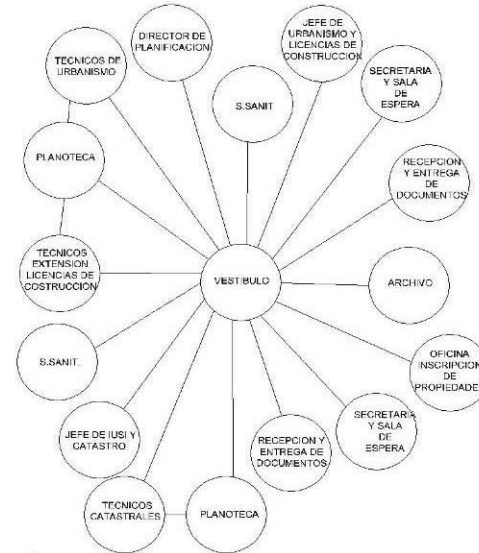 DIRECTOR DE
PLANIFICACION
JEFE DE
URBANISMO Y
LICENCIAS DE
CONSTRUCCION
TECNICOS
DE URBANISMO
SECRETARIA
Y SALA
DE
ESPERA
S.SANIT
PLANOTECA
RECEPCION
Y ENTREGA
DE
DOCUMENTOS
TECNICOS
EXTENSION
LICENCIAS DE
COSTRUCCION
VESTIBULO
ARCHIVO
S.SANIT.
OFICINA
INSCRIPCION
DE
PROPIEDADES
JEFE DE IUSI Y
CATASTRO
RECEPCION Y
ENTREGA DE
DOCUMENTOS
SECRETARIA
Y SALA
DE
ESPERA
TECNICOS
CATASTRALES
PLANOTECA